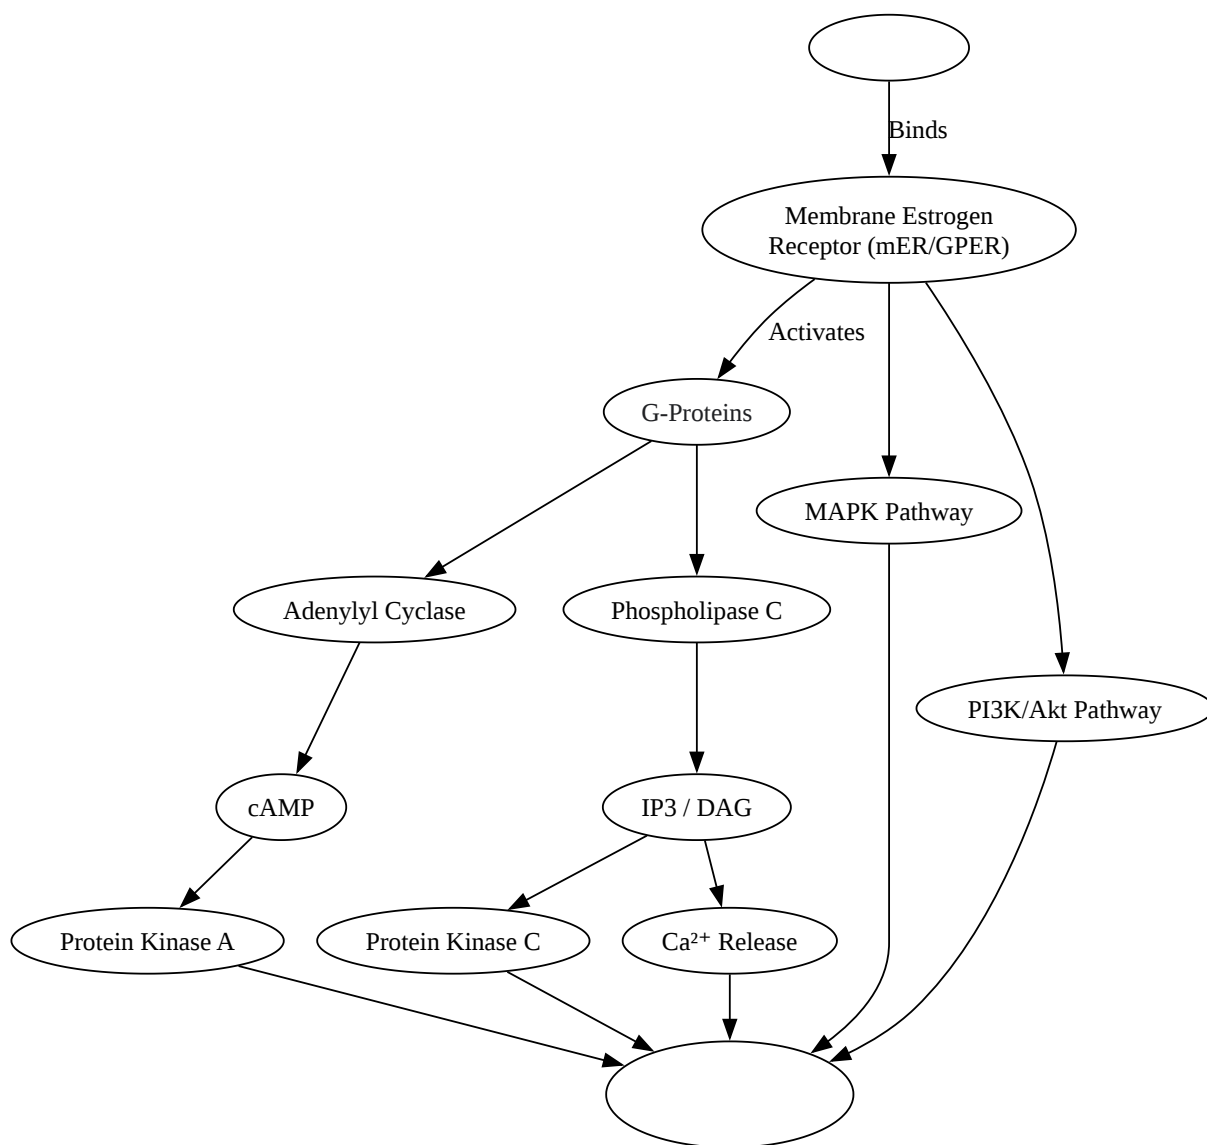 Binds
Membrane Estrogen
Receptor (mER/GPER)
Activates
G-Proteins
MAPK Pathway
Adenylyl Cyclase
Phospholipase C
PI3K/Akt Pathway
cAMP
IP3 / DAG
Protein Kinase A
Protein Kinase C
Ca²⁺ Release